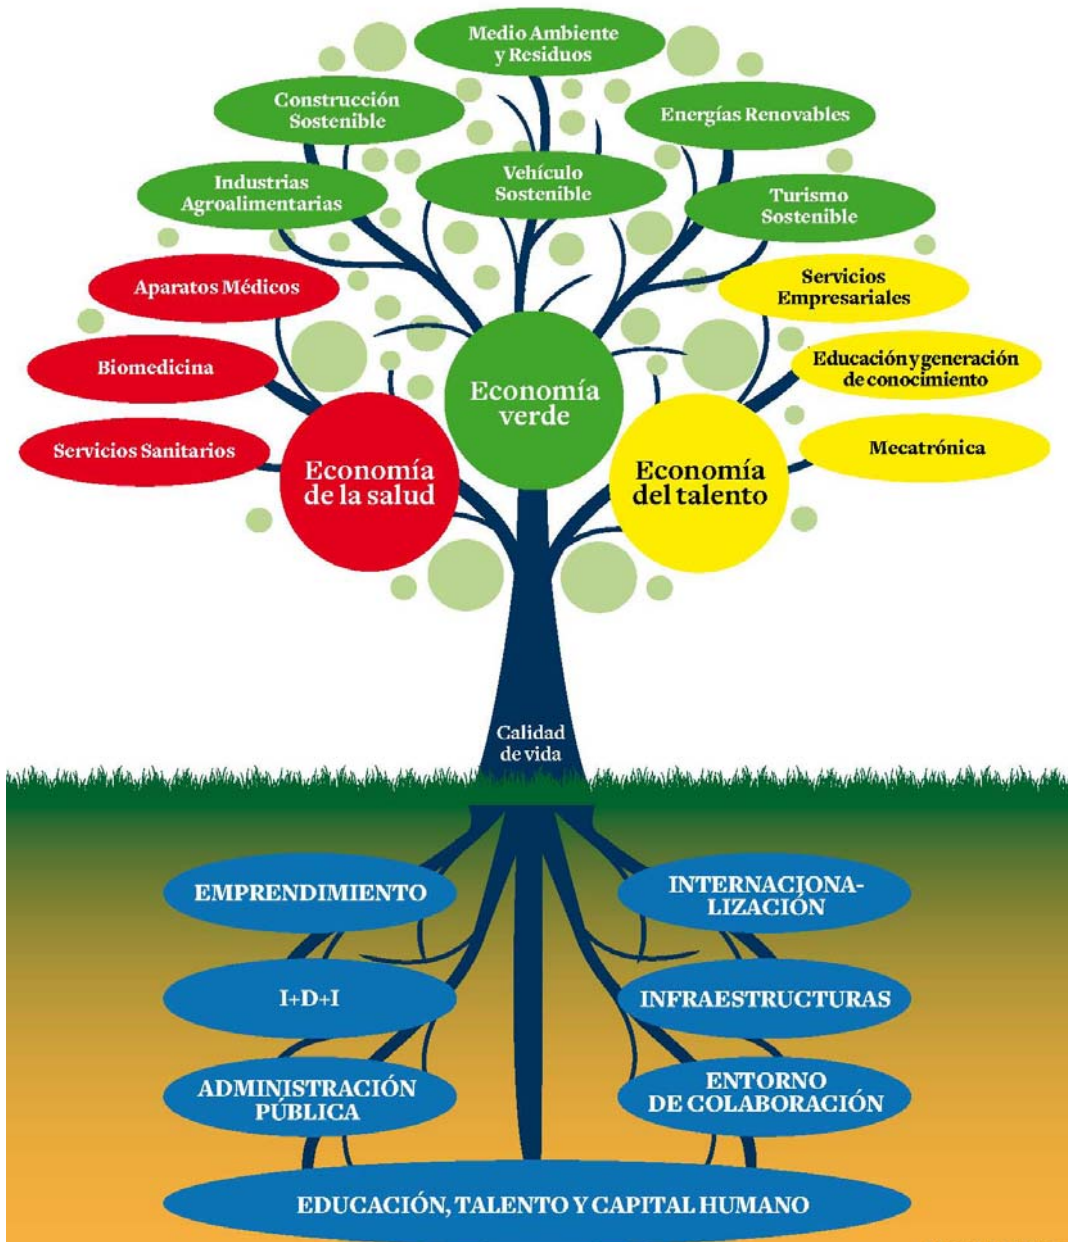 Medio Ambiente
y Residuos
Construcción
Sostenible
Energías Renovables
Industrias
Agroalimentarias
Vehículo
Sostenible
Turismo
Sostenible
Aparatos Médicos
Servicios
Empresariales
Biomedicina
Educación y generación
de conocimiento
Servicios Sanitarios
Mecatrónica
Economía
verde
Economía
de la salud
Economía
del talento
Calidad
de vida
EMPRENDIMIENTO
INTERNACIONA-
LIZACIÓN
I+D+I
INFRAESTRUCTURAS
ADMINISTRACIÓN
PÚBLICA
ENTORNO
DE COLABORACIÓN
EDUCACIÓN, TALENTO Y CAPITAL HUMANO